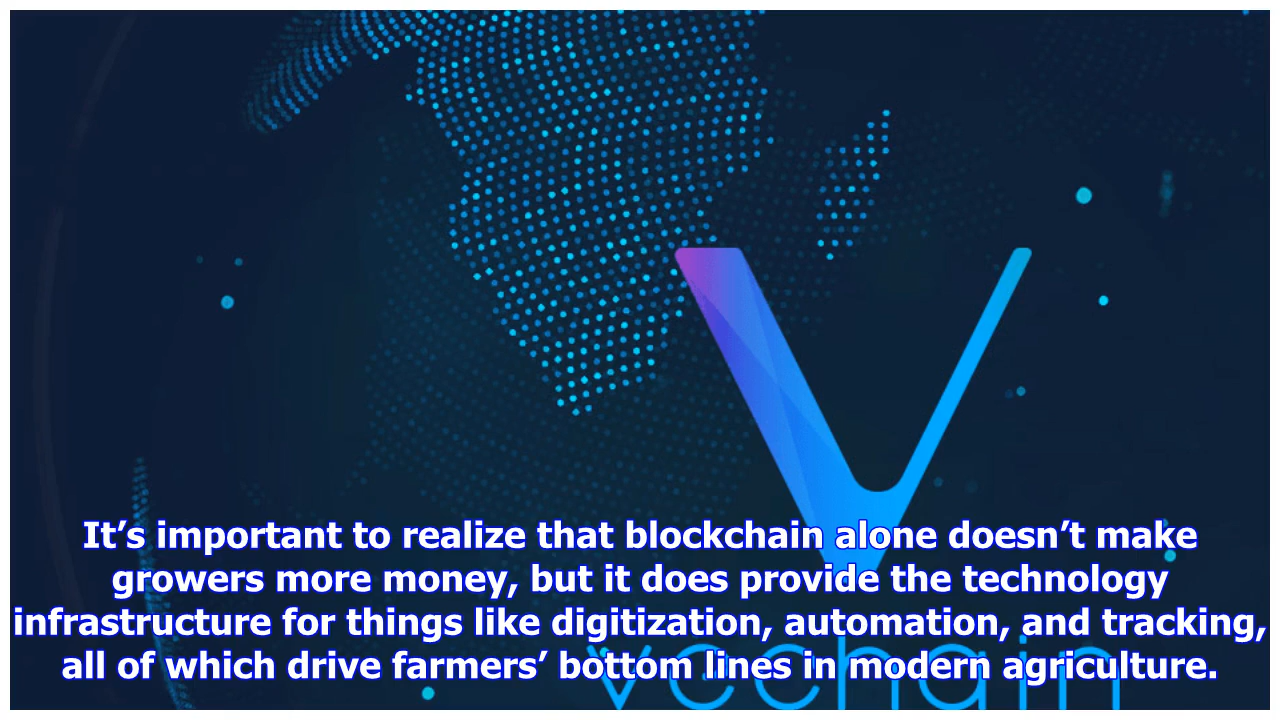 It’s important to realize that blockchain alone doesn’t make
growers more money, but it does provide the technology
infrastructure for things like digitization, automation, and tracking,
all of which drive farmers’ bottom lines in modern agriculture.
vechain